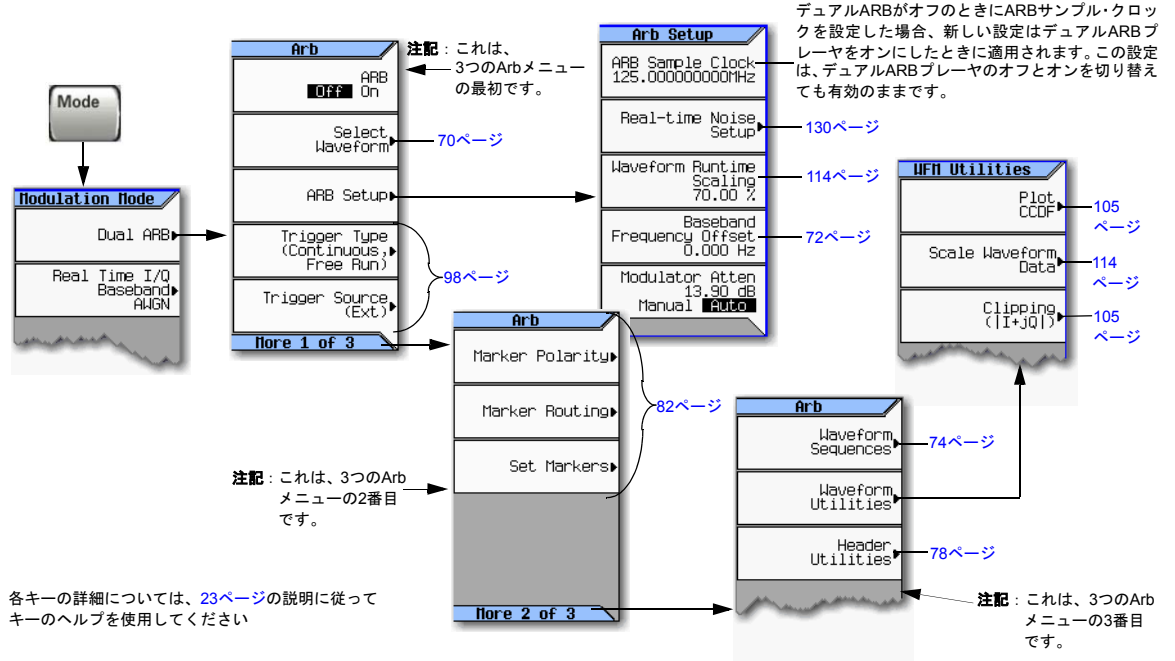 デュアルARBがオフのときにARBサンプル・クロッ
クを設定した場合、新しい設定はデュアルARBプ
レーヤをオンにしたときに適用されます。この設定
は、デュアルARBプレーヤのオフとオンを切り替え
ても有効のままです。
Mode
Modulation Mode
Dual ARB
Real Time I/Q
Baseband
AWGN
Arb
ARB
Off On
Select
Waveform
ARB Setup
Trigger Type
(Continuous,
Free Run)
Trigger Source
(Ext)
More 1 of 3
注記：これは、
3つのArbメニュー
の最初です。
70ページ
98ページ
Arb Setup
ARB Sample Clock
125.000000000MHz
Real-time Noise
Setup
Waveform Runtime
Scaling
70.00 %
Baseband
Frequency Offset
0.000 Hz
Modulator Atten
13.90 dB
Manual Auto
130ページ
114ページ
72ページ
WFM Utilities
Plot
CCDF
Scale Waveform
Data
Clipping
(|I+jQ|)
105
ページ
114
ページ
105
ページ
Arb
Marker Polarity
Marker Routing
Set Markers
More 2 of 3
82ページ
注記：これは、3つのArb
メニューの2番目
です。
Arb
Waveform
Sequences
Waveform
Utilities
Header
Utilities
74ページ
78ページ
注記：これは、3つのArb
メニューの3番目
です。
各キーの詳細については、23ページの説明に従って
キーのヘルプを使用してください